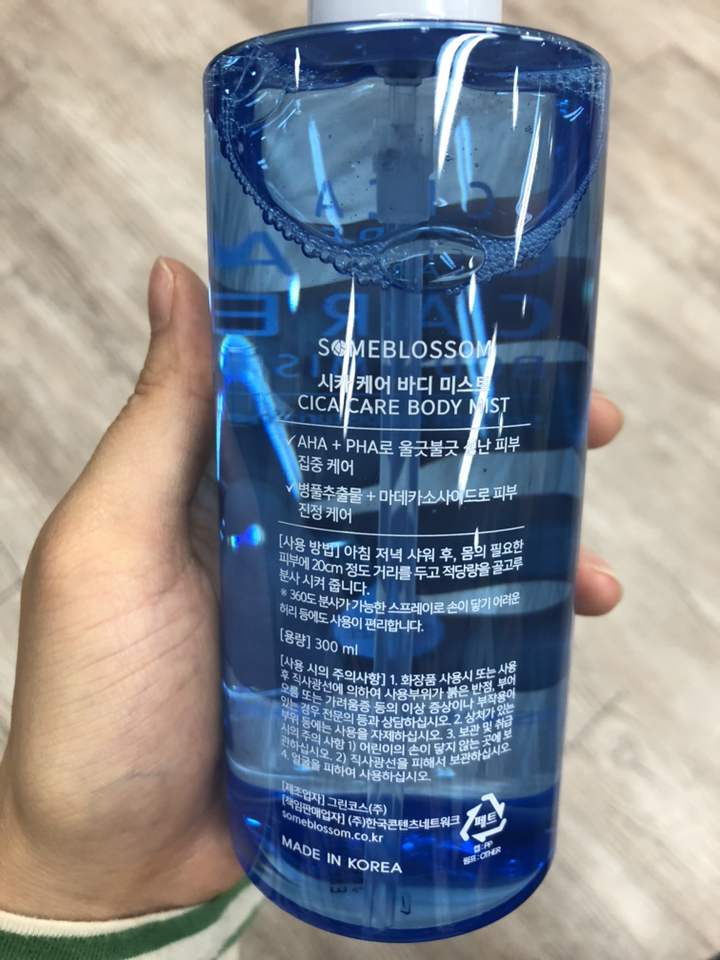 SOMEBLOSSOM
시카 케어 바디 미스트
CICA CARE BODY MIST
✓AHA + PHA로 울긋불긋 성난 피부
집중 케어
✓병풀추출물 + 마데카소사이드로 피부
진정 케어
[사용 방법] 아침 저녁 샤워 후, 몸의 필요한
피부에 20cm 정도 거리를 두고 적당량을 골고루
분사 시켜 줍니다.
※ 360도 분사가 가능한 스프레이로 손이 닿기 어려운
허리 등에도 사용이 편리합니다.
[용량] 300 ml
[사용 시의 주의사항] 1. 화장품 사용시 또는 사용
후 직사광선에 의하여 사용부위가 붉은 반점, 부어
오름 또는 가려움증 등의 이상 증상이나 부작용이
있는 경우 전문의 등과 상담하십시오. 2. 상처가 있는
부위 등에는 사용을 자제하십시오. 3. 보관 및 취급
시의 주의 사항 1) 어린이의 손이 닿지 않는 곳에 보
관하십시오. 2) 직사광선을 피해서 보관하십시오.
4. 얼굴을 피하여 사용하십시오.
[제조업자] 그린코스(주)
[책임판매업자] (주)한국콘텐츠네트워크
someblossom.co.kr
MADE IN KOREA
페트
캡 : PP
펌프 : OTHER
CICA
CARE